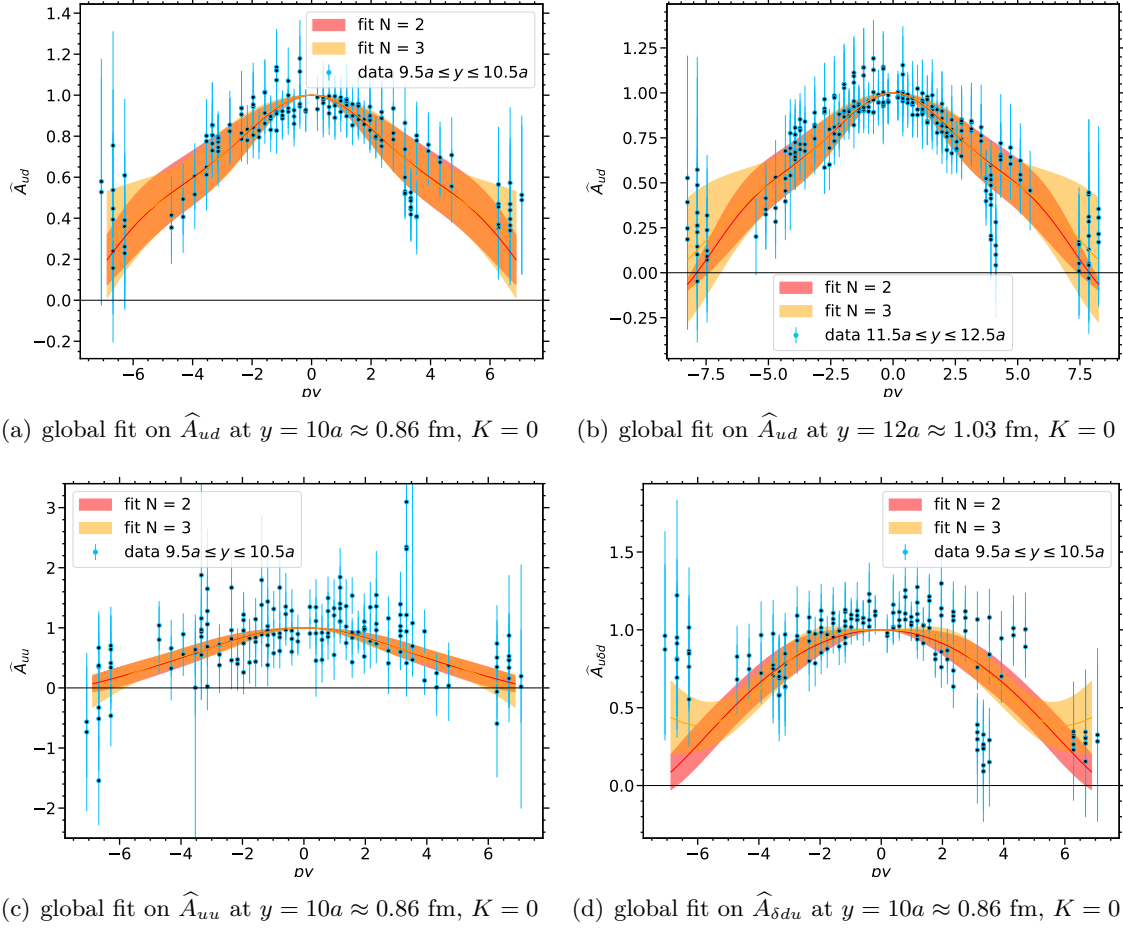 1.4
1.2
1.0
0.8
0.6
0.4
0.2
0.0
−0.2
Â_ud
fit N = 2
fit N = 3
data 9.5a ≤ y ≤ 10.5a
−6 −4 −2 0 2 4 6
py
(a) global fit on Â_ud at y = 10a ≈ 0.86 fm, K = 0
1.25
1.00
0.75
0.50
0.25
0.00
−0.25
Â_ud
fit N = 2
fit N = 3
data 11.5a ≤ y ≤ 12.5a
−7.5 −5.0 −2.5 0.0 2.5 5.0 7.5
py
(b) global fit on Â_ud at y = 12a ≈ 1.03 fm, K = 0
3
2
1
0
−1
−2
Â_uu
fit N = 2
fit N = 3
data 9.5a ≤ y ≤ 10.5a
−6 −4 −2 0 2 4 6
py
(c) global fit on Â_uu at y = 10a ≈ 0.86 fm, K = 0
1.5
1.0
0.5
0.0
Â_uδd
fit N = 2
fit N = 3
data 9.5a ≤ y ≤ 10.5a
−6 −4 −2 0 2 4 6
py
(d) global fit on Â_δdu at y = 10a ≈ 0.86 fm, K = 0